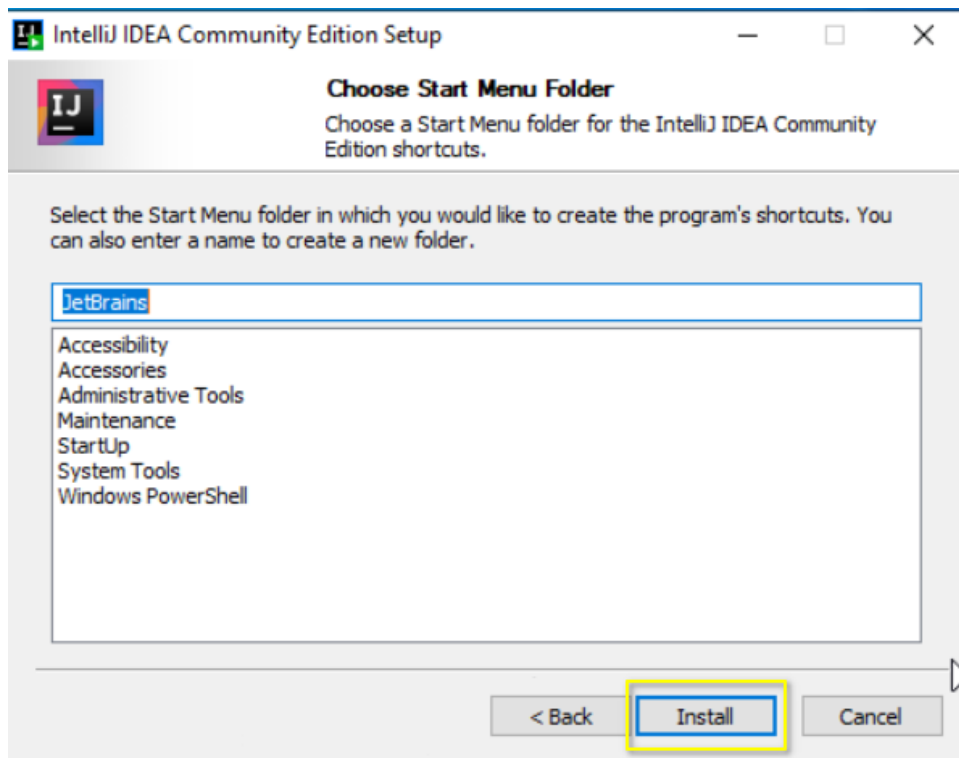 IntelliJ IDEA Community Edition Setup
IJ
Choose Start Menu Folder
Choose a Start Menu folder for the IntelliJ IDEA Community
Edition shortcuts.
Select the Start Menu folder in which you would like to create the program's shortcuts. You
can also enter a name to create a new folder.
JetBrains
Accessibility
Accessories
Administrative Tools
Maintenance
StartUp
System Tools
Windows PowerShell
< Back Install Cancel